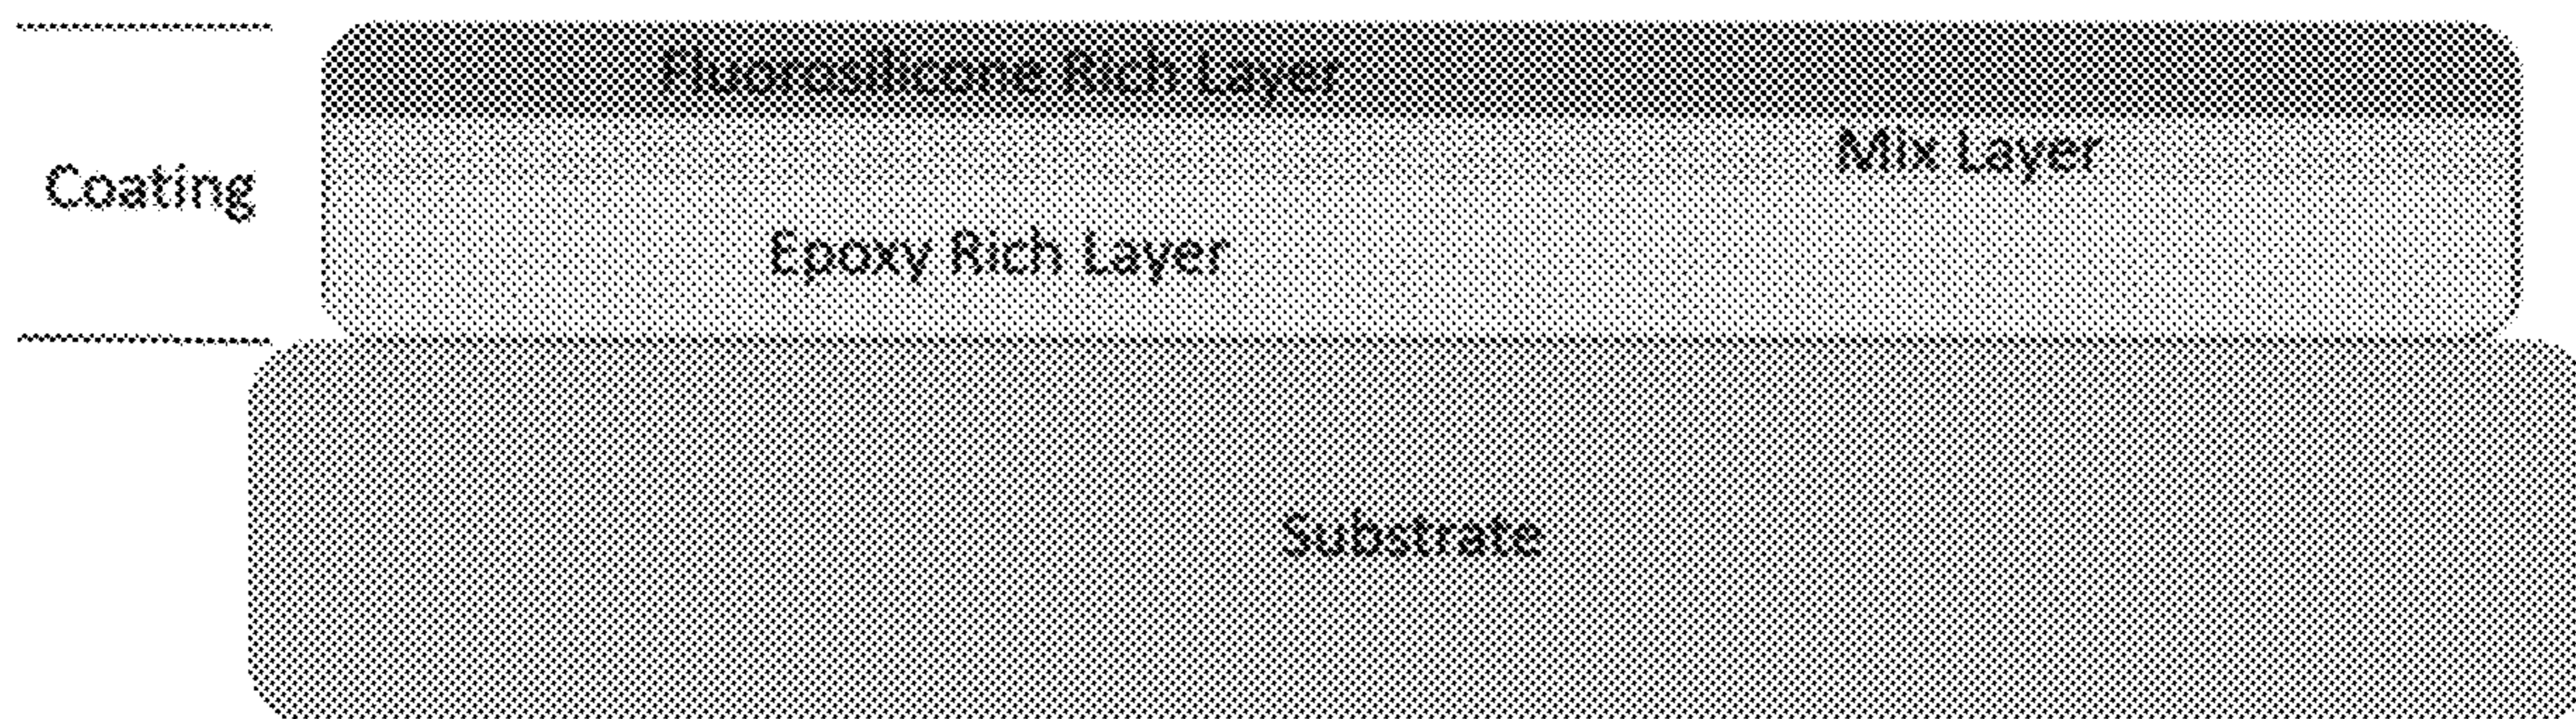 Fluorosilicone Rich Layer
Mix Layer
Coating
Epoxy Rich Layer
Substrate